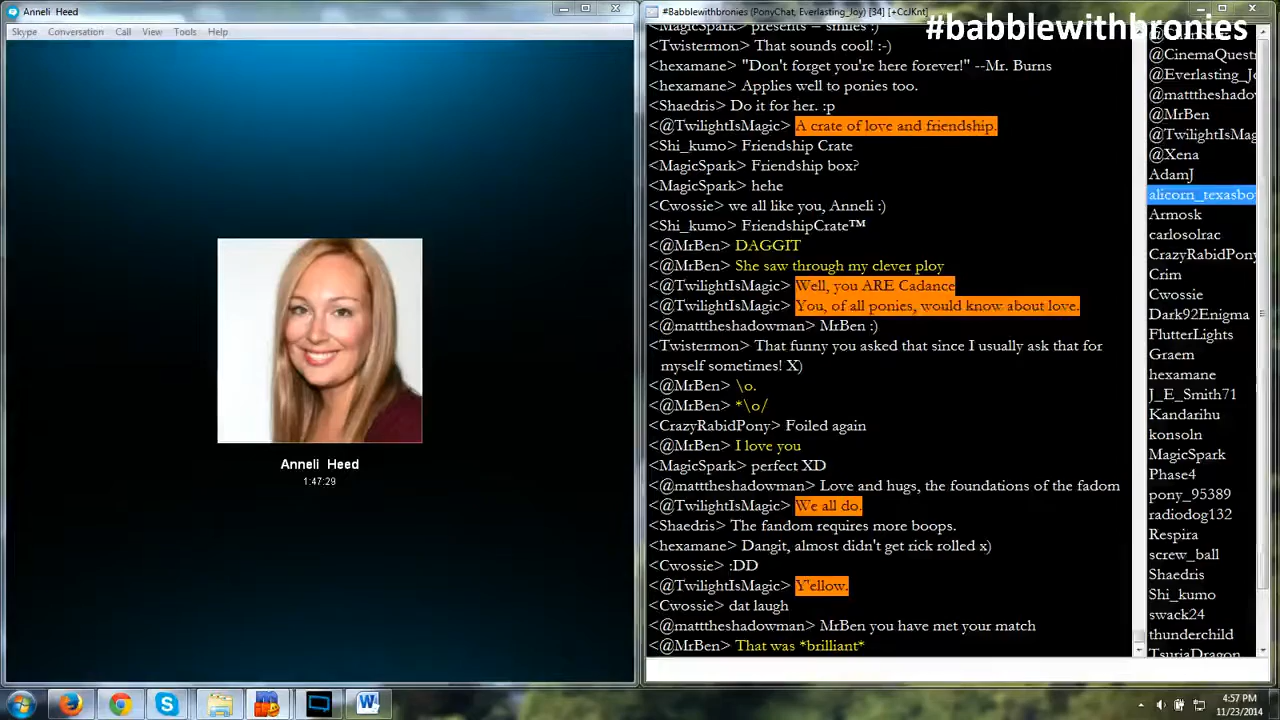 Anneli Heed
Skype Conversation Call View Tools Help
Anneli Heed
1:47:29
#Babblewithbronies (PonyChat, Everlasting_Joy) [34] [+CcJKnt]
#babblewithbronies
<MagicSpark> presents = smiles :)
<Twistermon> That sounds cool! :-)
<hexamane> "Don't forget you're here forever!" --Mr. Burns
<hexamane> Applies well to ponies too.
<Shaedris> Do it for her. :p
<@TwilightIsMagic> A crate of love and friendship.
<Shi_kumo> Friendship Crate
<MagicSpark> Friendship box?
<MagicSpark> hehe
<Cwossie> we all like you, Anneli :)
<Shi_kumo> FriendshipCrate™
<@MrBen> DAGGIT
<@MrBen> She saw through my clever ploy
<@TwilightIsMagic> Well, you ARE Cadance
<@TwilightIsMagic> You, of all ponies, would know about love.
<@matttheshadowman> MrBen :)
<Twistermon> That funny you asked that since I usually ask that for
myself sometimes! X)
<@MrBen> \o.
<@MrBen> *\o/
<CrazyRabidPony> Foiled again
<@MrBen> I love you
<MagicSpark> perfect XD
<@matttheshadowman> Love and hugs, the foundations of the fadom
<@TwilightIsMagic> We all do.
<Shaedris> The fandom requires more boops.
<hexamane> Dangit, almost didn't get rick rolled x)
<Cwossie> :DD
<@TwilightIsMagic> Y'ellow.
<Cwossie> dat laugh
<@matttheshadowman> MrBen you have met your match
<@MrBen> That was *brilliant*
@CinemaQuest
@Everlasting_Jo
@matttheshadow
@MrBen
@TwilightIsMag
@Xena
AdamJ
alicorn_texasbo
Armosk
carlosolrac
CrazyRabidPony
Crim
Cwossie
Dark92Enigma
FlutterLights
Graem
hexamane
J_E_Smith71
Kandarihu
konsoln
MagicSpark
Phase4
pony_95389
radiodog132
Respira
screw_ball
Shaedris
Shi_kumo
swack24
thunderchild
TsuriaDragon
4:57 PM
11/23/2014